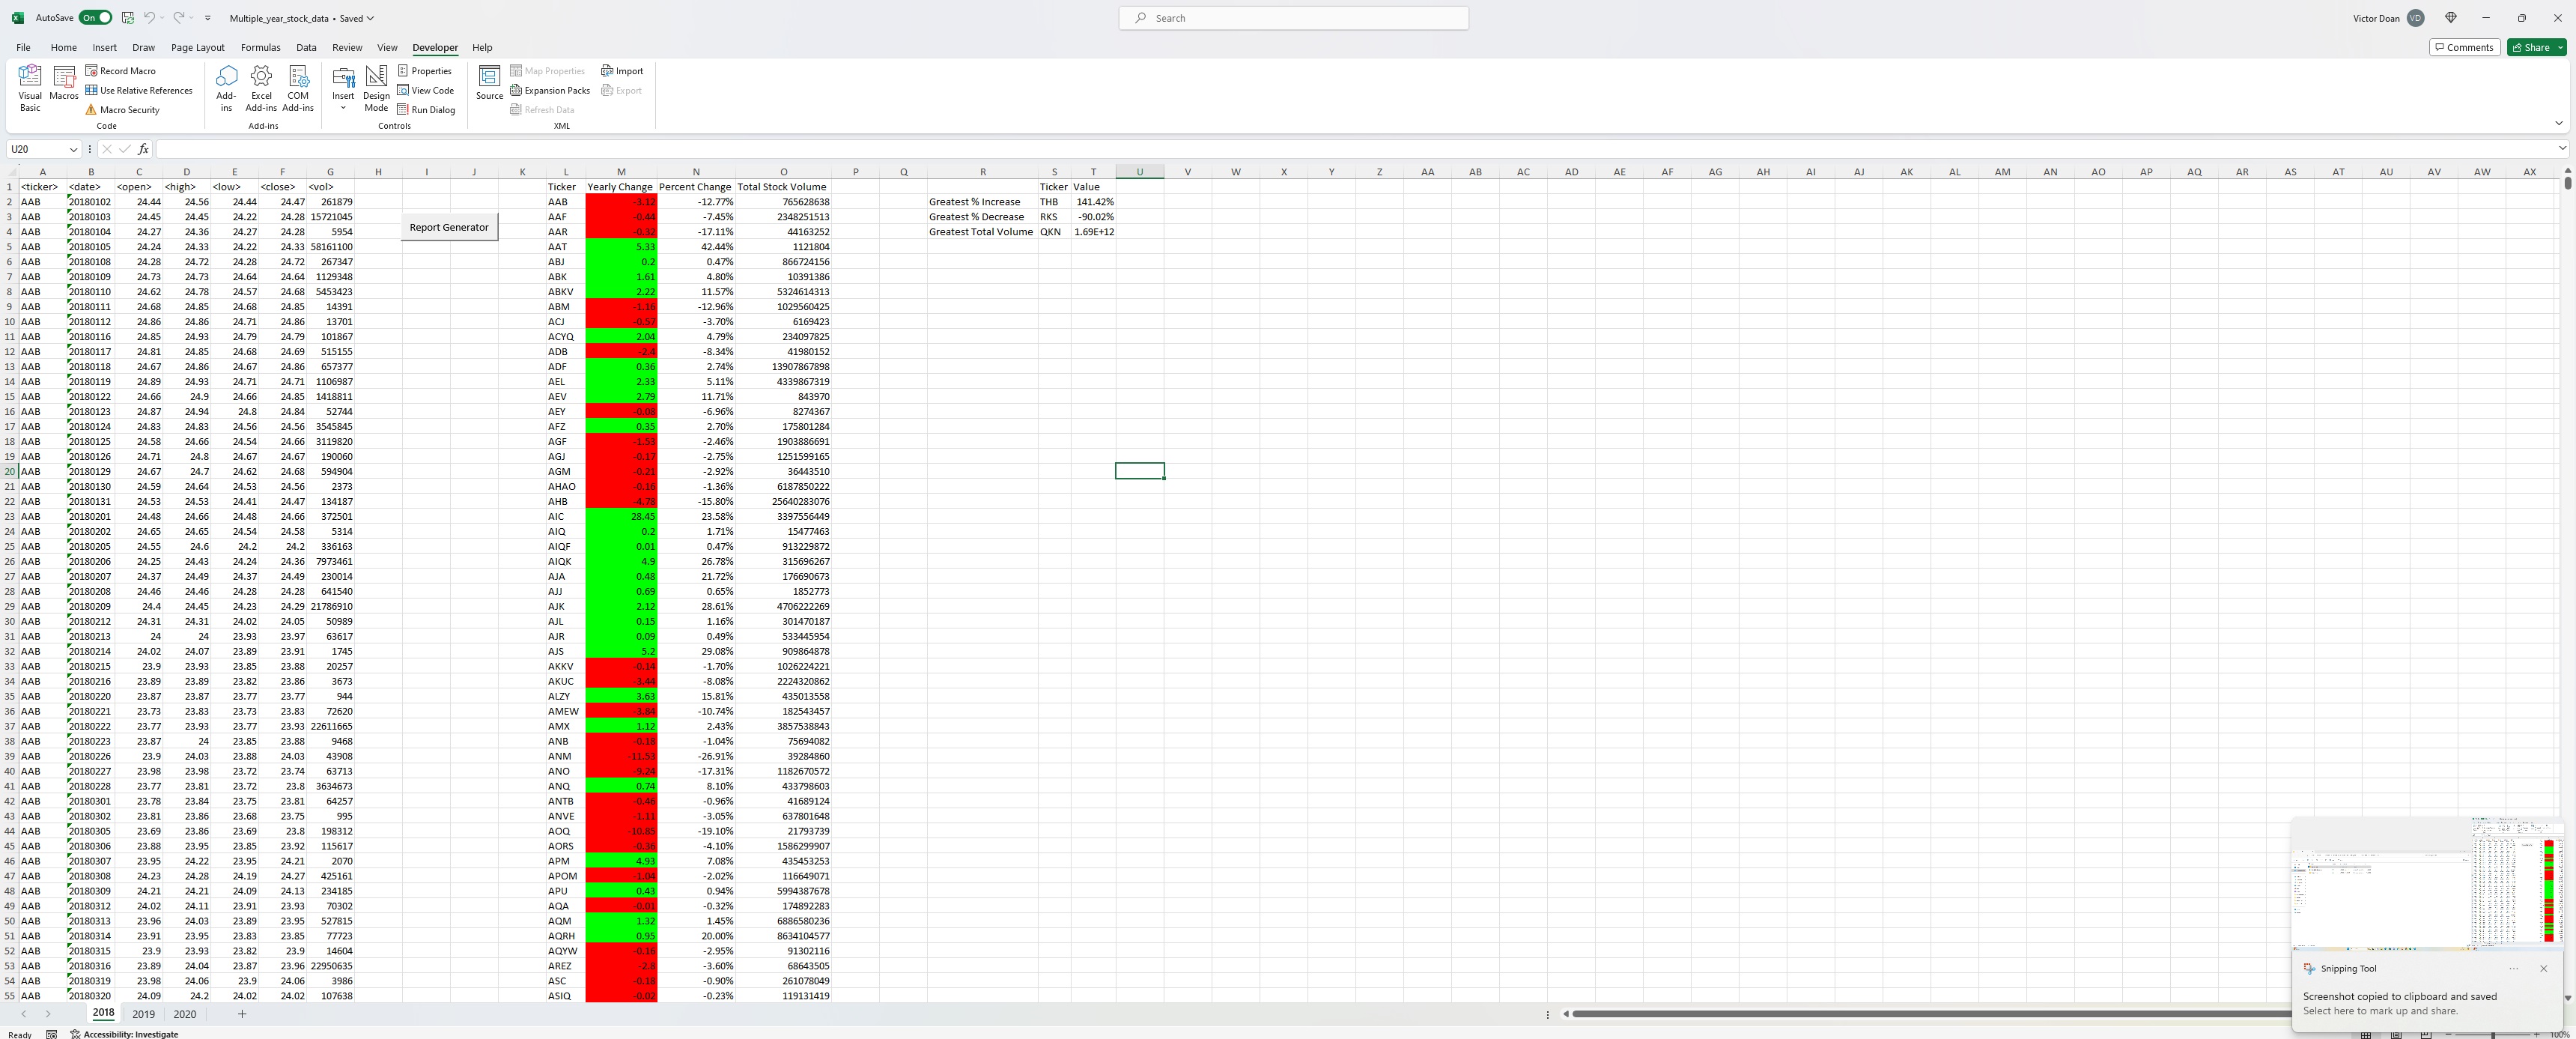 AutoSave On Multiple_year_stock_data • Saved Search Victor Doan VD
File Home Insert Draw Page Layout Formulas Data Review View Developer Help Comments Share
Visual Basic Macros Record Macro Use Relative References Macro Security Code
Add-ins Excel Add-ins COM Add-ins Add-ins
Insert Design Mode Properties View Code Run Dialog Controls
Source Map Properties Expansion Packs Refresh Data Import Export XML
U20 fx
A B C D E F G H I J K L M N O P Q R S T U V W X Y Z AA AB AC AD AE AF AG AH AI AJ AK AL AM AN AO AP AQ AR AS AT AU AV AW AX
1 <ticker> <date> <open> <high> <low> <close> <vol> Ticker Yearly Change Percent Change Total Stock Volume Ticker Value
2 AAB 20180102 24.44 24.56 24.44 24.47 261879 AAB -3.12 -12.77% 765628638 Greatest % Increase THB 141.42%
3 AAB 20180103 24.45 24.45 24.22 24.28 15721045 AAF -0.44 -7.45% 2348251513 Greatest % Decrease RKS -90.02%
Report Generator
4 AAB 20180104 24.27 24.36 24.27 24.28 5954 AAR -0.32 -17.11% 44163252 Greatest Total Volume QKN 1.69E+12
5 AAB 20180105 24.24 24.33 24.22 24.33 58161100 AAT 5.33 42.44% 1121804
6 AAB 20180108 24.28 24.72 24.28 24.72 267347 ABJ 0.2 0.47% 866724156
7 AAB 20180109 24.73 24.73 24.64 24.64 1129348 ABK 1.61 4.80% 10391386
8 AAB 20180110 24.62 24.78 24.57 24.68 5453423 ABKV 2.22 11.57% 5324614313
9 AAB 20180111 24.68 24.85 24.68 24.85 14391 ABM -1.16 -12.96% 1029560425
10 AAB 20180112 24.86 24.86 24.71 24.86 13701 ACJ -0.57 -3.70% 6169423
11 AAB 20180116 24.85 24.93 24.79 24.79 101867 ACYQ 2.04 4.79% 234097825
12 AAB 20180117 24.81 24.85 24.68 24.69 515155 ADB -2.4 -8.34% 41980152
13 AAB 20180118 24.67 24.86 24.67 24.86 657377 ADF 0.36 2.74% 13907867898
14 AAB 20180119 24.89 24.93 24.71 24.71 1106987 AEL 2.33 5.11% 4339867319
15 AAB 20180122 24.66 24.9 24.66 24.85 1418811 AEV 2.79 11.71% 843970
16 AAB 20180123 24.87 24.94 24.8 24.84 52744 AEY -0.08 -6.96% 8274367
17 AAB 20180124 24.83 24.83 24.56 24.56 3545845 AFZ 0.35 2.70% 175801284
18 AAB 20180125 24.58 24.66 24.54 24.66 3119820 AGF -1.53 -2.46% 1903886691
19 AAB 20180126 24.71 24.8 24.67 24.67 190060 AGJ -0.17 -2.75% 1251599165
20 AAB 20180129 24.67 24.7 24.62 24.68 594904 AGM -0.21 -2.92% 36443510
21 AAB 20180130 24.59 24.64 24.53 24.56 2373 AHAO -0.16 -1.36% 6187850222
22 AAB 20180131 24.53 24.53 24.41 24.47 134187 AHB -4.78 -15.80% 25640283076
23 AAB 20180201 24.48 24.66 24.48 24.66 372501 AIC 28.45 23.58% 3397556449
24 AAB 20180202 24.65 24.65 24.54 24.58 5314 AIQ 0.2 1.71% 15477463
25 AAB 20180205 24.55 24.6 24.2 24.2 336163 AIQF 0.01 0.47% 913229872
26 AAB 20180206 24.25 24.43 24.24 24.36 7973461 AIQK 4.9 26.78% 315696267
27 AAB 20180207 24.37 24.49 24.37 24.49 230014 AJA 0.48 21.72% 176690673
28 AAB 20180208 24.46 24.46 24.28 24.28 641540 AJJ 0.69 0.65% 1852773
29 AAB 20180209 24.4 24.45 24.23 24.29 21786910 AJK 2.12 28.61% 4706222269
30 AAB 20180212 24.31 24.31 24.02 24.05 50989 AJL 0.15 1.16% 301470187
31 AAB 20180213 24 24 23.93 23.97 63617 AJR 0.09 0.49% 533445954
32 AAB 20180214 24.02 24.07 23.89 23.91 1745 AJS 5.2 29.08% 909864878
33 AAB 20180215 23.9 23.93 23.85 23.88 20257 AKKV -0.14 -1.70% 1026224221
34 AAB 20180216 23.89 23.89 23.82 23.86 3673 AKUC -3.44 -8.08% 2224320862
35 AAB 20180220 23.87 23.87 23.77 23.77 944 ALZY 3.63 15.81% 435013558
36 AAB 20180221 23.73 23.83 23.73 23.83 72620 AMEW -3.84 -10.74% 182543457
37 AAB 20180222 23.77 23.93 23.77 23.93 22611665 AMX 1.12 2.43% 3857538843
38 AAB 20180223 23.87 24 23.85 23.88 9468 ANB -0.18 -1.04% 75694082
39 AAB 20180226 23.9 24.03 23.88 24.03 43908 ANM -11.53 -26.91% 39284860
40 AAB 20180227 23.98 23.98 23.72 23.74 63713 ANO -9.24 -17.31% 1182670572
41 AAB 20180228 23.77 23.81 23.72 23.8 3634673 ANQ 0.74 8.10% 433798603
42 AAB 20180301 23.78 23.84 23.75 23.81 64257 ANTB -0.46 -0.96% 41689124
43 AAB 20180302 23.81 23.86 23.68 23.75 995 ANVE -1.11 -3.05% 637801648
44 AAB 20180305 23.69 23.86 23.69 23.8 198312 AOQ -10.85 -19.10% 21793739
45 AAB 20180306 23.88 23.95 23.85 23.92 115617 AORS -0.36 -4.10% 1586299907
46 AAB 20180307 23.95 24.22 23.95 24.21 2070 APM 4.93 7.08% 435453253
47 AAB 20180308 24.23 24.28 24.19 24.27 425161 APOM -1.04 -2.02% 116649071
48 AAB 20180309 24.21 24.21 24.09 24.13 234185 APU 0.43 0.94% 5994387678
49 AAB 20180312 24.02 24.11 23.91 23.93 70302 AQA -0.01 -0.32% 174892283
50 AAB 20180313 23.96 24.03 23.89 23.95 527815 AQM 1.32 1.45% 6886580236
51 AAB 20180314 23.91 23.95 23.83 23.85 77723 AQRH 0.95 20.00% 8634104577
52 AAB 20180315 23.9 23.93 23.82 23.9 14604 AQYW -0.16 -2.95% 91302116
53 AAB 20180316 23.89 24.04 23.87 23.96 22950635 AREZ -2.8 -3.60% 68643505
54 AAB 20180319 23.98 24.06 23.9 24.06 3986 ASC -0.18 -0.90% 261078049
55 AAB 20180320 24.09 24.2 24.02 24.02 107638 ASIQ -0.02 -0.23% 119131419
Snipping Tool
Screenshot copied to clipboard and saved
Select here to mark up and share.
2018 2019 2020
Ready Accessibility: Investigate 100%